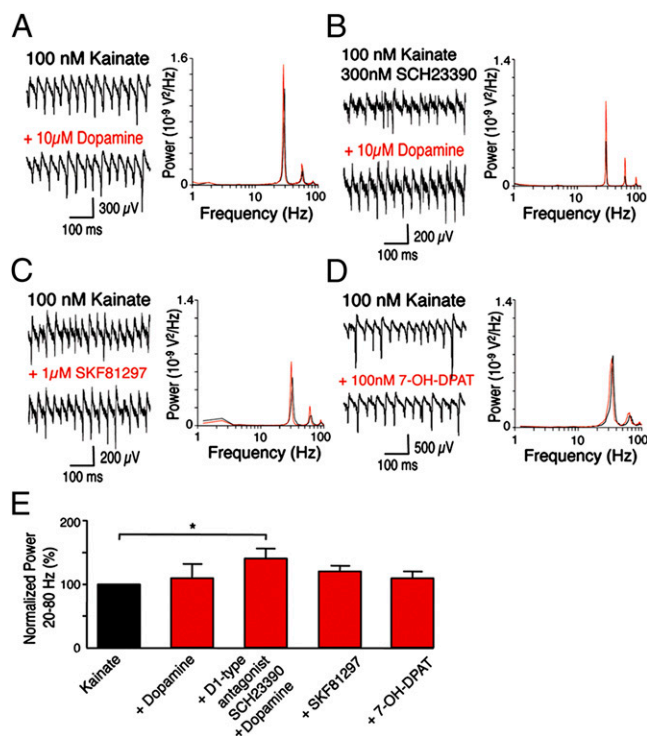 A
100 nM Kainate
+ 10µM Dopamine
300 µV
100 ms
Power (10-9 V2/Hz)
1.6
0
1
10
100
Frequency (Hz)
B
100 nM Kainate
300nM SCH23390
+ 10µM Dopamine
200 µV
100 ms
Power (10-9 V2/Hz)
1.4
0
1
10
100
Frequency (Hz)
C
100 nM Kainate
+ 1µM SKF81297
200 µV
100 ms
Power (10-9 V2/Hz)
1.4
0
1
10
100
Frequency (Hz)
D
100 nM Kainate
+ 100nM 7-OH-DPAT
500 µV
100 ms
Power (10-9 V2/Hz)
1.4
0
1
10
100
Frequency (Hz)
E
Normalized Power
20-80 Hz (%)
200
150
100
0
*
Kainate
+ Dopamine
+ D1-type
antagonist
SCH23390
+Dopamine
+ SKF81297
+ 7-OH-DPAT